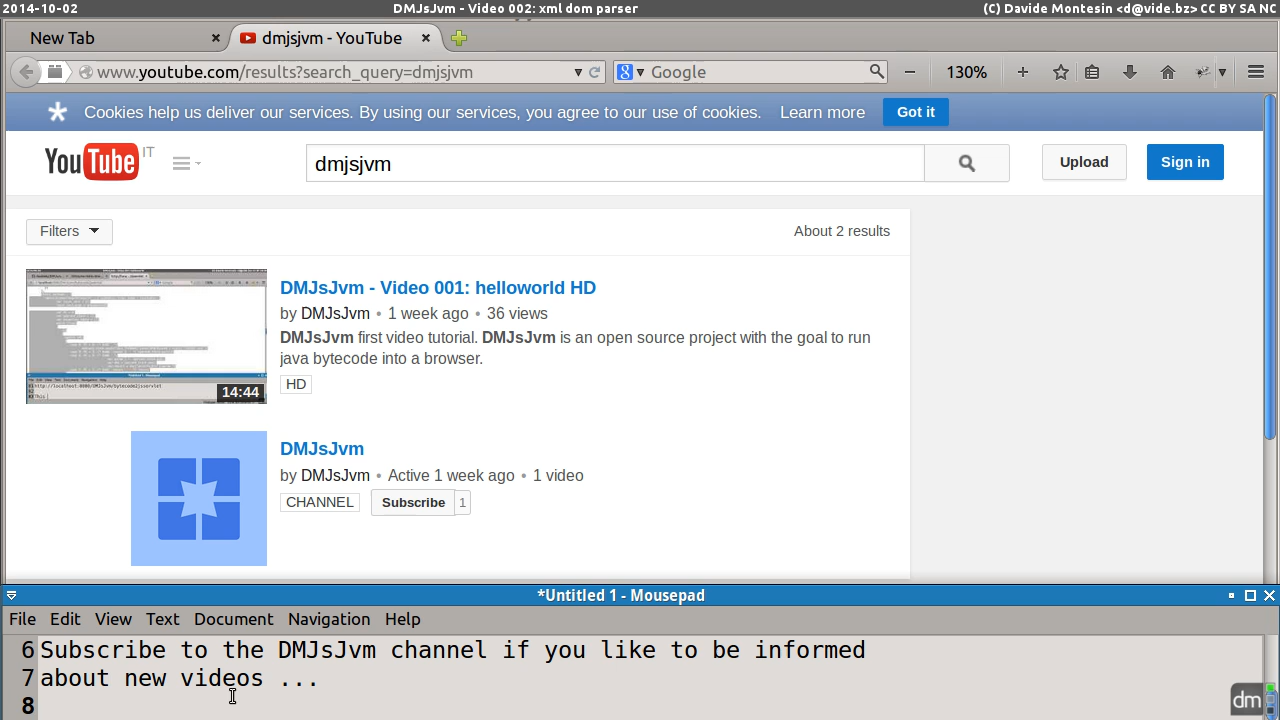 2014-10-02 DMJsJvm - Video 002: xml dom parser (C) Davide Montesin <d@vide.bz> CC BY SA NC
New Tab dmjsjvm - YouTube
www.youtube.com/results?search_query=dmjsjvm Google 130%
Cookies help us deliver our services. By using our services, you agree to our use of cookies. Learn more Got it
YouTube IT dmjsjvm Upload Sign in
Filters About 2 results
DMJsJvm - Video 001: helloworld HD
by DMJsJvm • 1 week ago • 36 views
DMJsJvm first video tutorial. DMJsJvm is an open source project with the goal to run
java bytecode into a browser.
HD
14:44
DMJsJvm
by DMJsJvm • Active 1 week ago • 1 video
CHANNEL Subscribe 1
*Untitled 1 - Mousepad
File Edit View Text Document Navigation Help
6 Subscribe to the DMJsJvm channel if you like to be informed
7 about new videos ...
8
dm